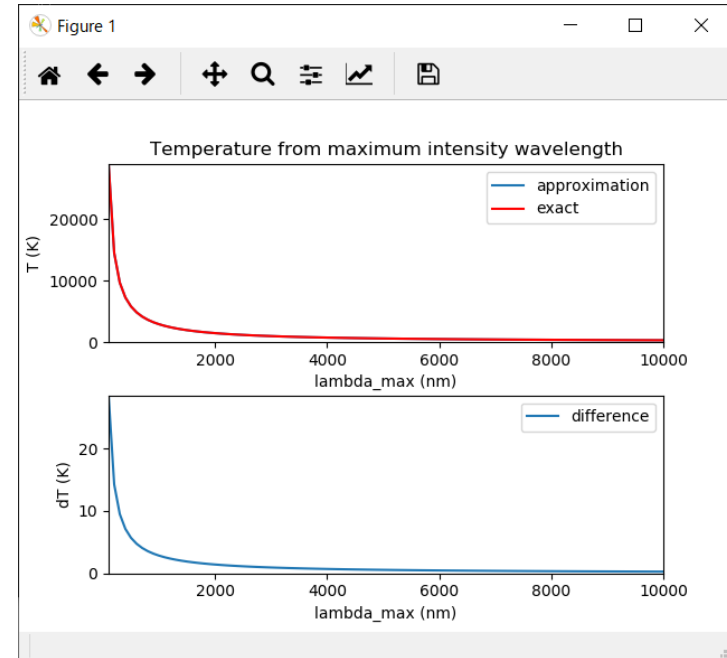 Figure 1
Temperature from maximum intensity wavelength
approximation
exact
20000
10000
0
T (K)
2000 4000 6000 8000 10000
lambda_max (nm)
difference
20
10
0
dT (K)
2000 4000 6000 8000 10000
lambda_max (nm)